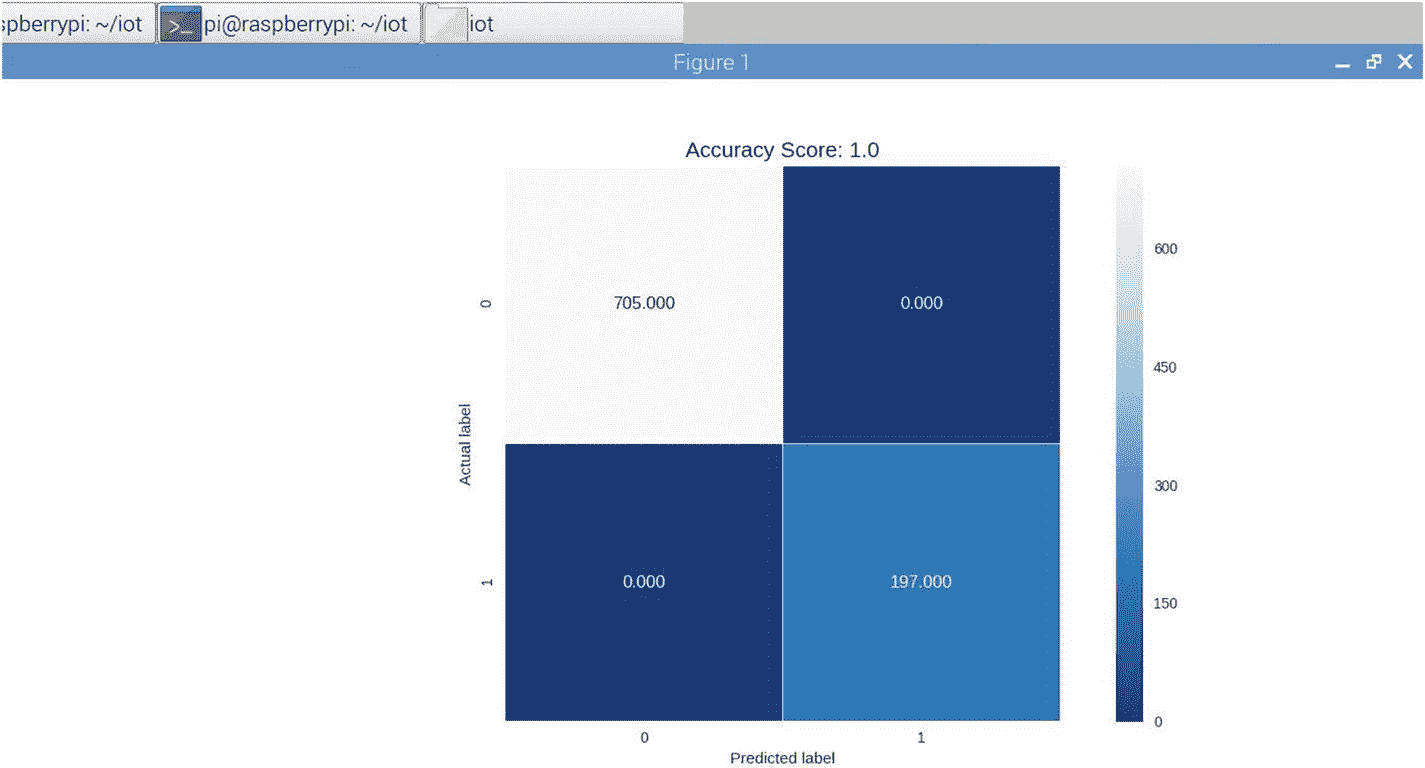 spberrypi: ~/iot
>_ pi@raspberrypi: ~/iot
iot
Figure 1
Accuracy Score: 1.0
0
705.000
0.000
600
450
Actual label
300
1
0.000
197.000
150
0
0
1
Predicted label